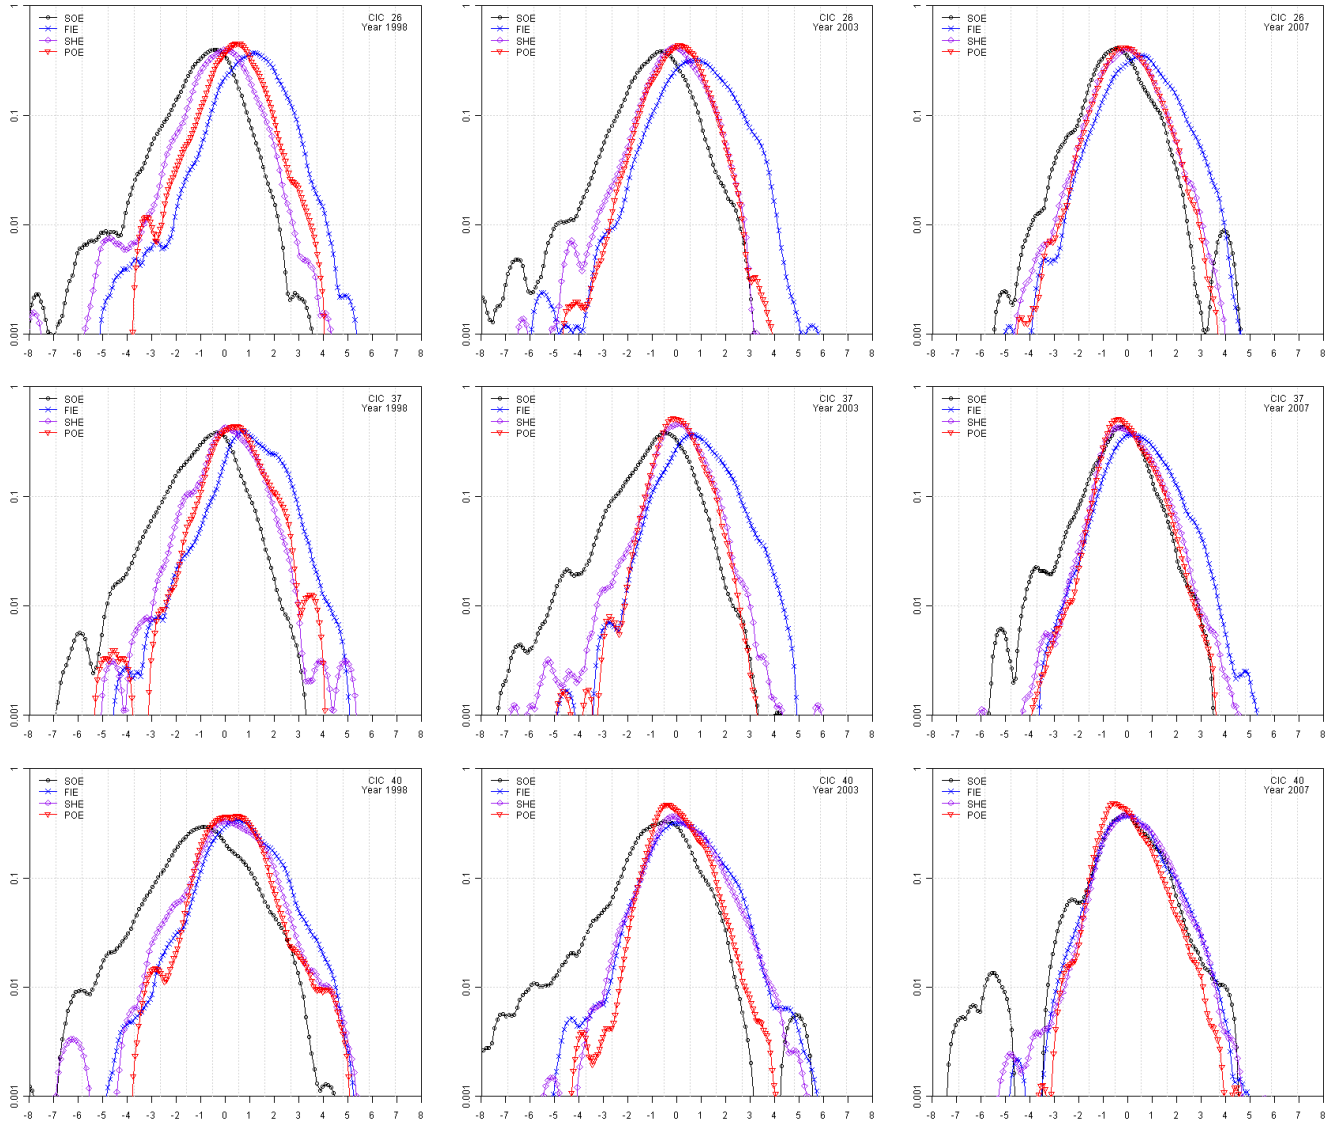 SOE
FIE
SHE
POE
CIC 26
Year 1998
1
0.1
0.01
0.001
-8 -7 -6 -5 -4 -3 -2 -1 0 1 2 3 4 5 6 7 8
SOE
FIE
SHE
POE
CIC 26
Year 2003
1
0.1
0.01
0.001
-8 -7 -6 -5 -4 -3 -2 -1 0 1 2 3 4 5 6 7 8
SOE
FIE
SHE
POE
CIC 26
Year 2007
1
0.1
0.01
0.001
-8 -7 -6 -5 -4 -3 -2 -1 0 1 2 3 4 5 6 7 8
SOE
FIE
SHE
POE
CIC 37
Year 1998
1
0.1
0.01
0.001
-8 -7 -6 -5 -4 -3 -2 -1 0 1 2 3 4 5 6 7 8
SOE
FIE
SHE
POE
CIC 37
Year 2003
1
0.1
0.01
0.001
-8 -7 -6 -5 -4 -3 -2 -1 0 1 2 3 4 5 6 7 8
SOE
FIE
SHE
POE
CIC 37
Year 2007
1
0.1
0.01
0.001
-8 -7 -6 -5 -4 -3 -2 -1 0 1 2 3 4 5 6 7 8
SOE
FIE
SHE
POE
CIC 40
Year 1998
1
0.1
0.01
0.001
-8 -7 -6 -5 -4 -3 -2 -1 0 1 2 3 4 5 6 7 8
SOE
FIE
SHE
POE
CIC 40
Year 2003
1
0.1
0.01
0.001
-8 -7 -6 -5 -4 -3 -2 -1 0 1 2 3 4 5 6 7 8
SOE
FIE
SHE
POE
CIC 40
Year 2007
1
0.1
0.01
0.001
-8 -7 -6 -5 -4 -3 -2 -1 0 1 2 3 4 5 6 7 8